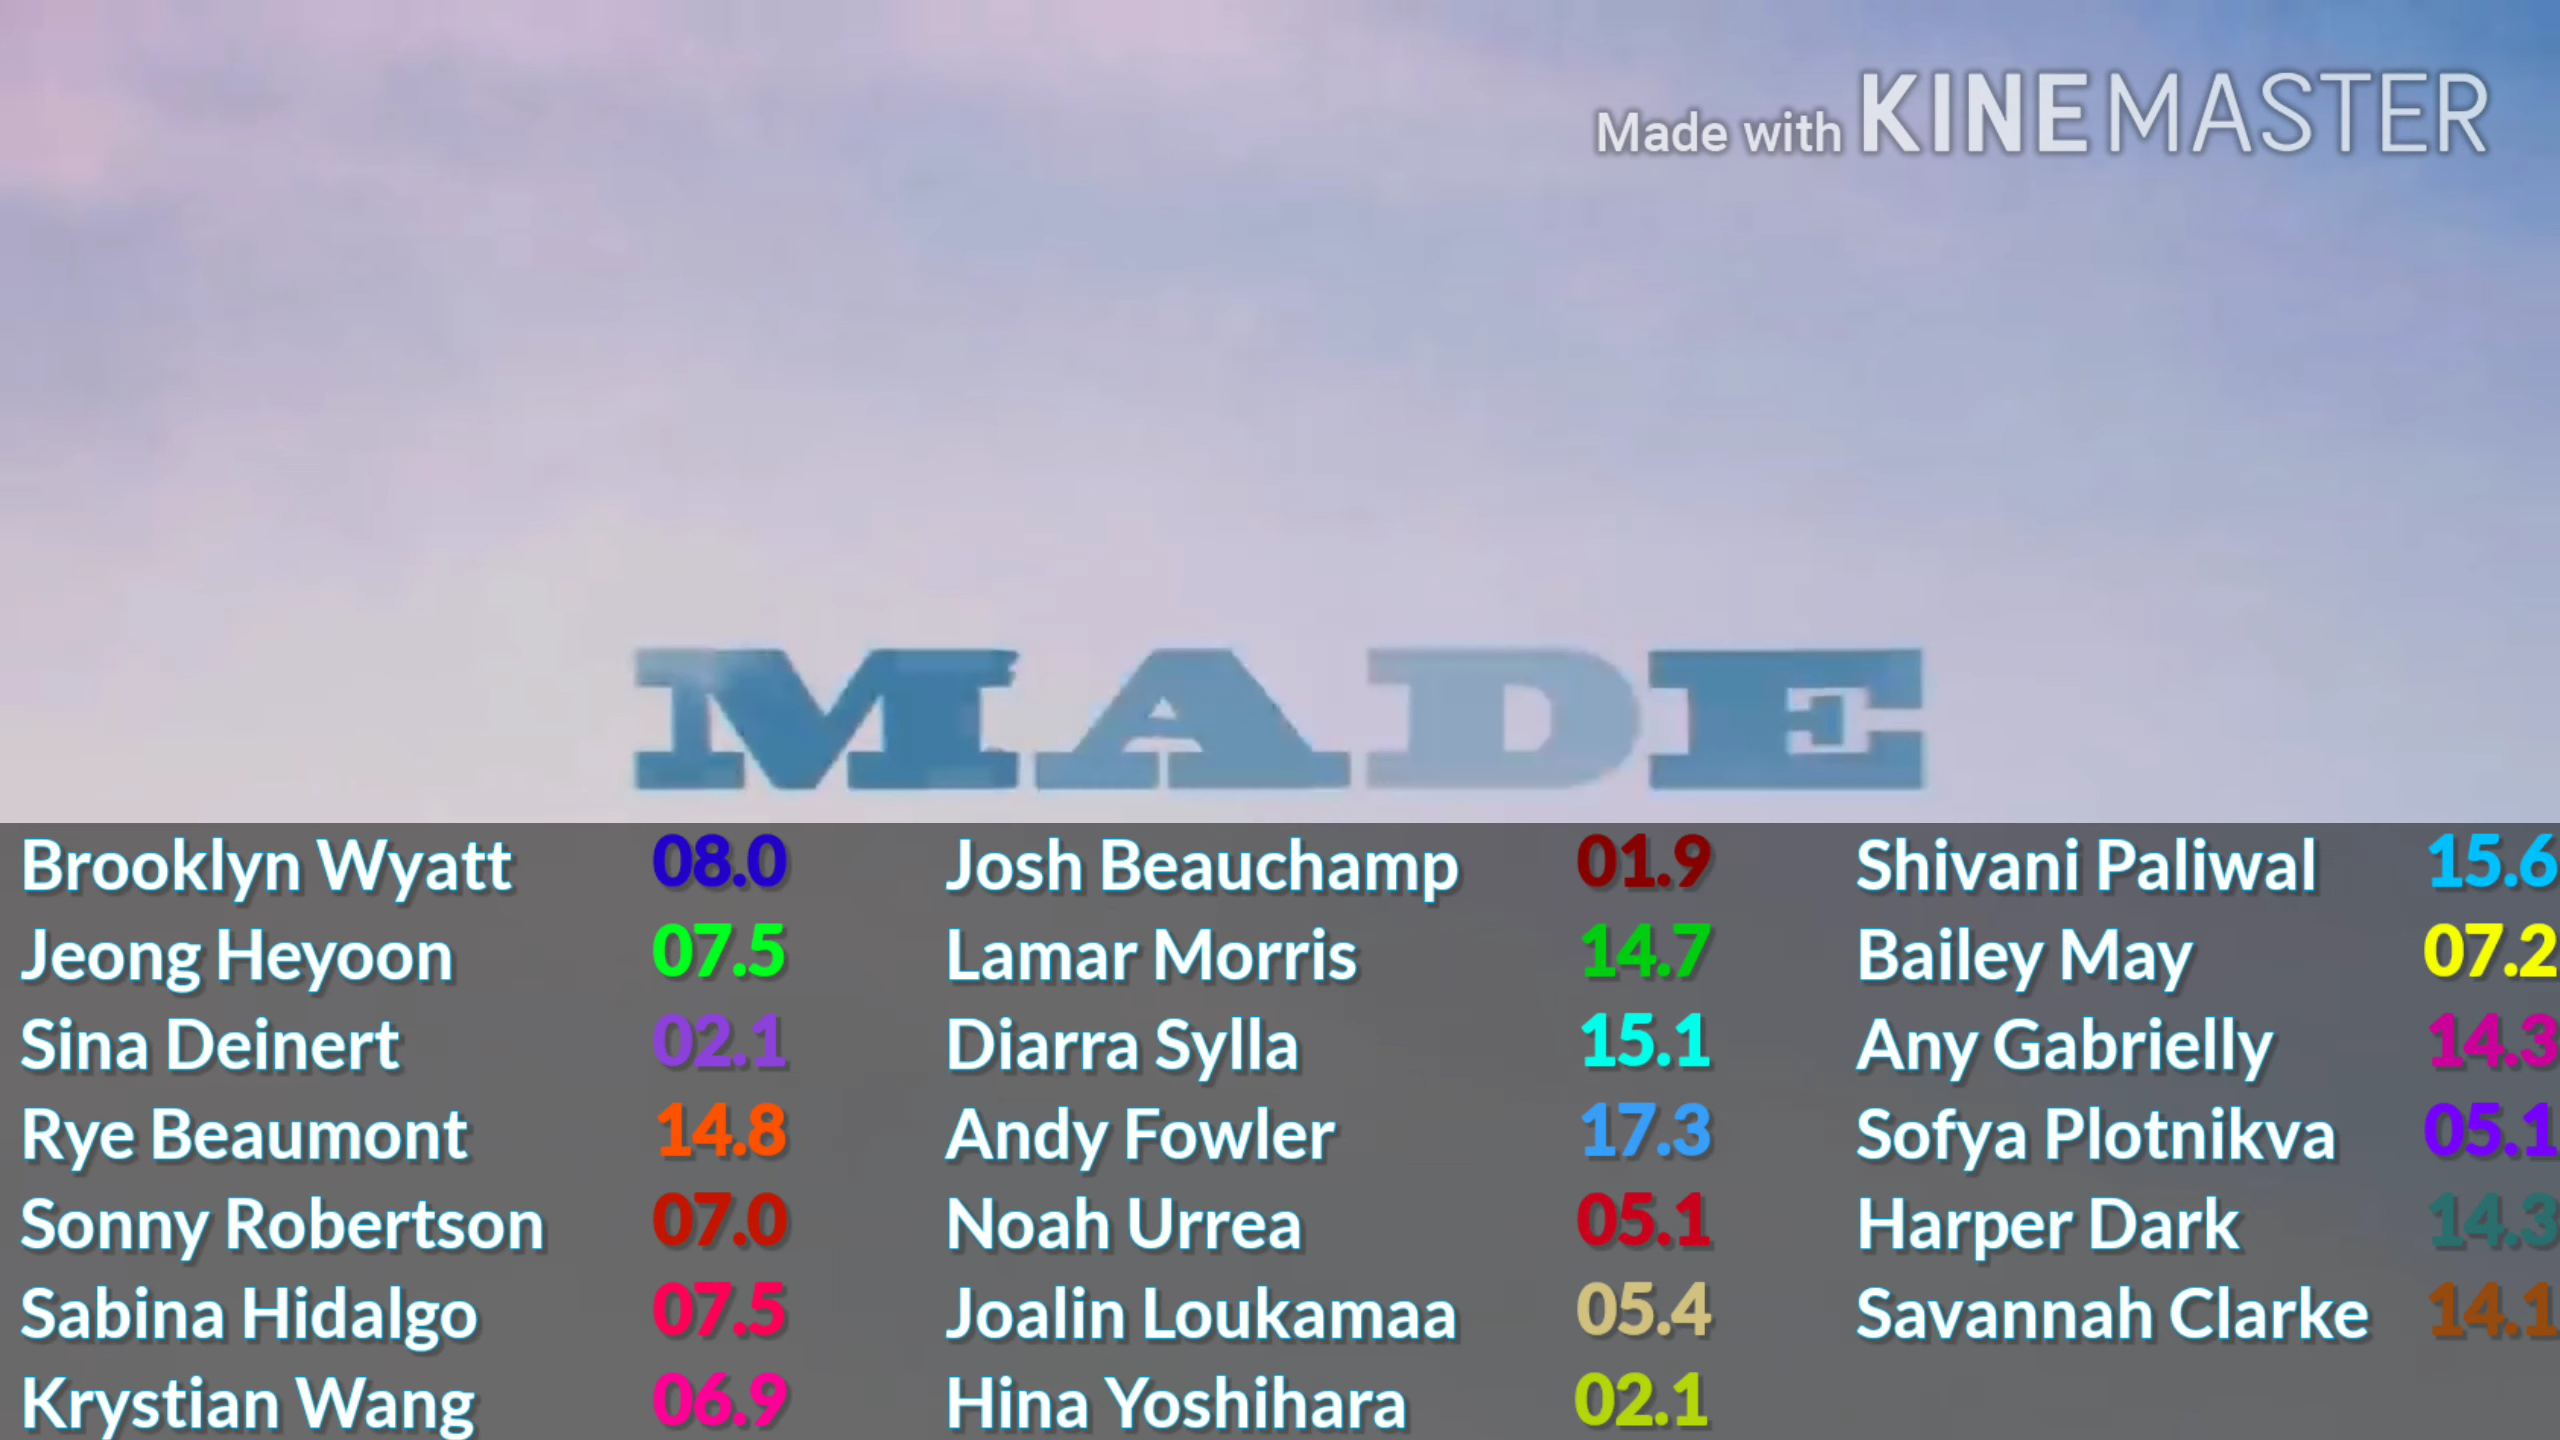 Made with KINEMASTER
MADE
Brooklyn Wyatt 08.0 Josh Beauchamp 01.9 Shivani Paliwal 15.6
Jeong Heyoon 07.5 Lamar Morris 14.7 Bailey May 07.2
Sina Deinert 02.1 Diarra Sylla 15.1 Any Gabrielly 14.3
Rye Beaumont 14.8 Andy Fowler 17.3 Sofya Plotnikva 05.1
Sonny Robertson 07.0 Noah Urrea 05.1 Harper Dark 14.3
Sabina Hidalgo 07.5 Joalin Loukamaa 05.4 Savannah Clarke 14.1
Krystian Wang 06.9 Hina Yoshihara 02.1